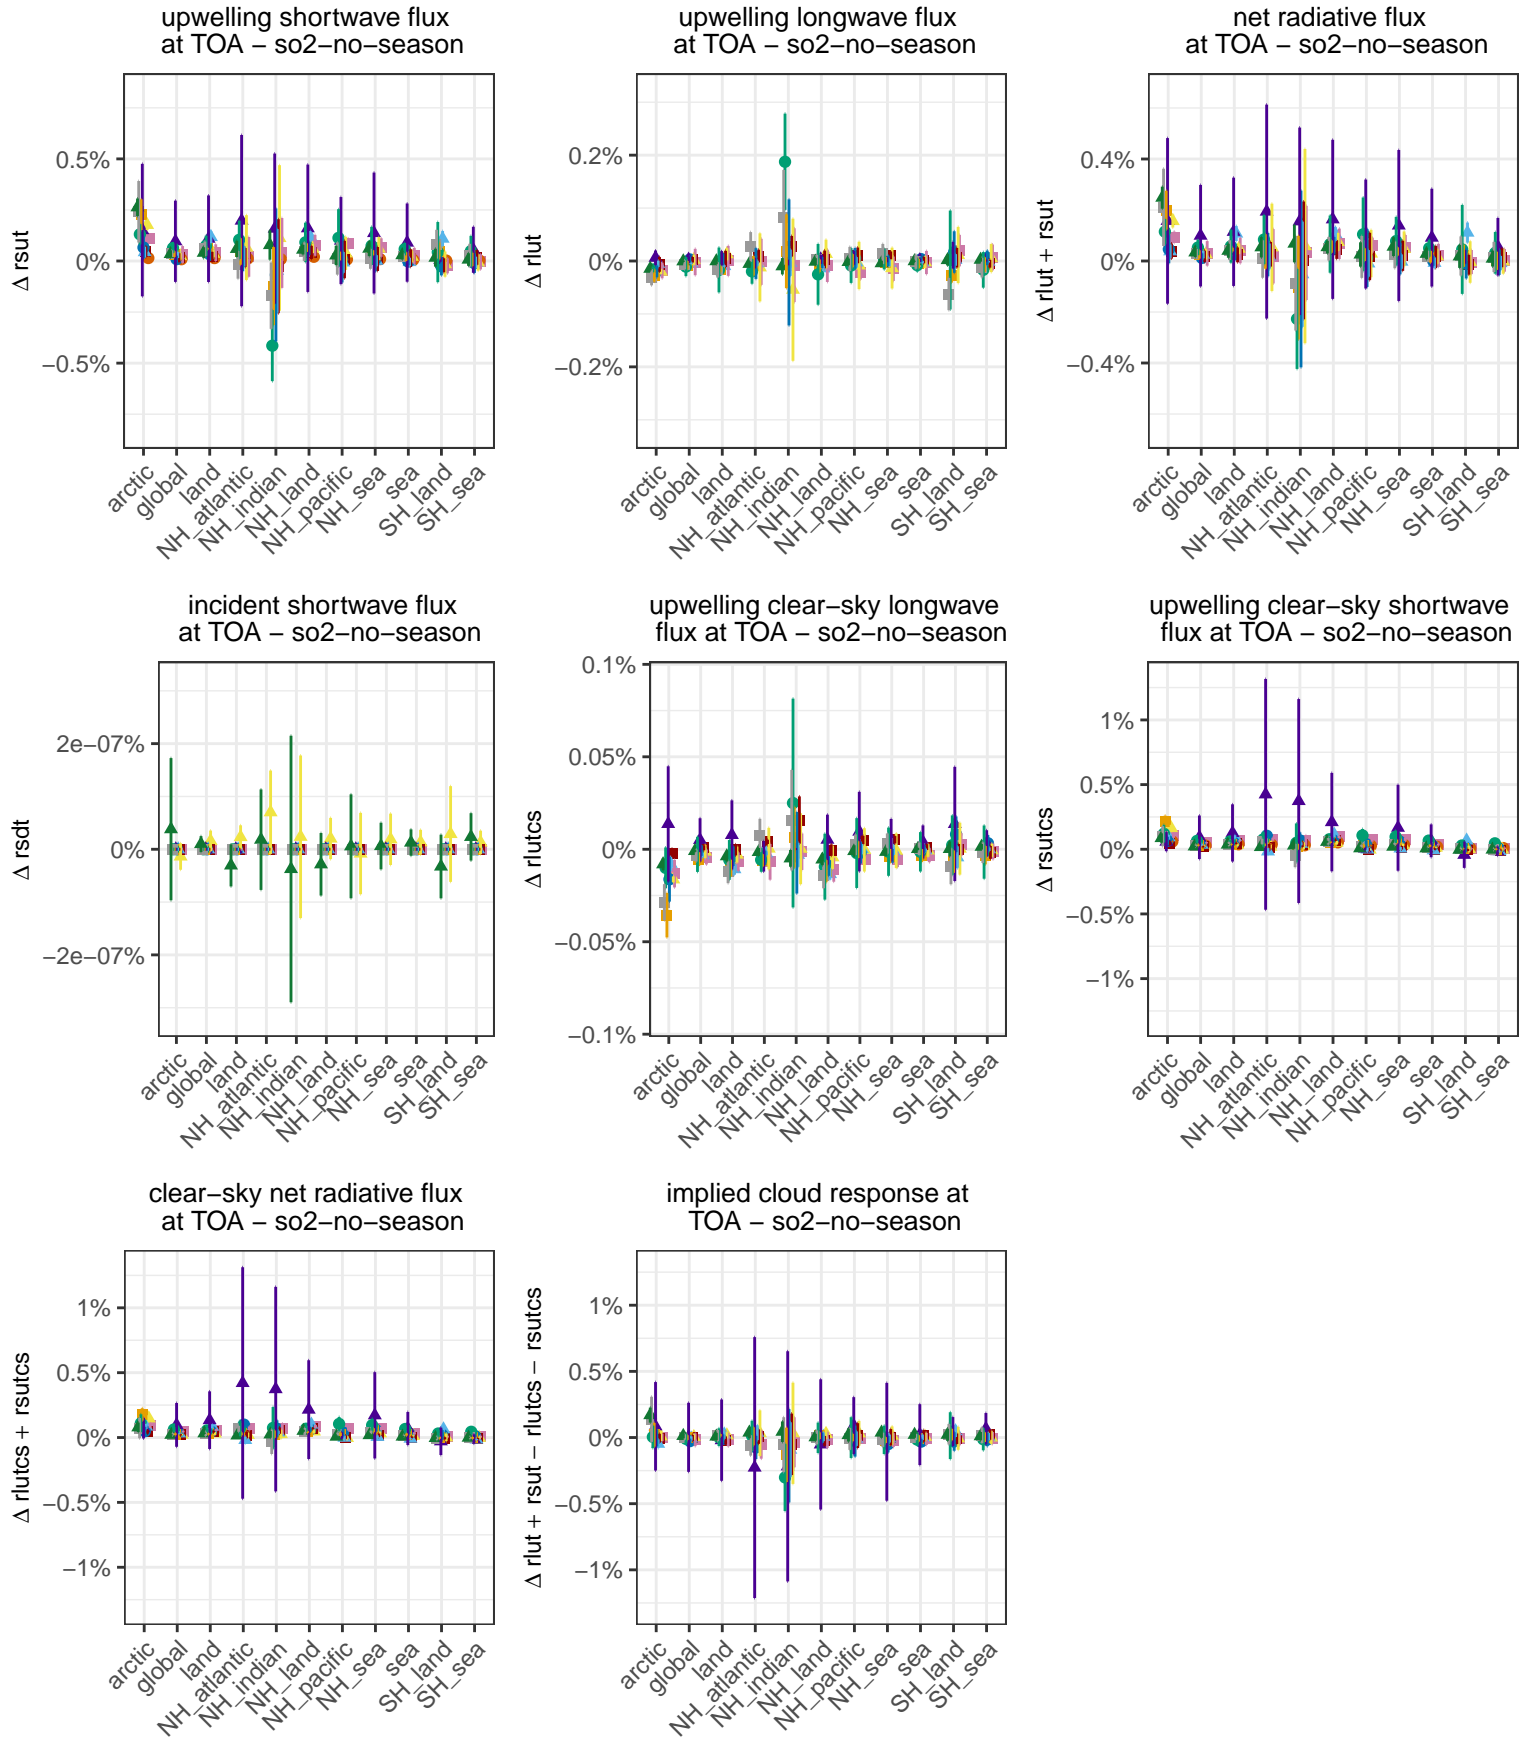 upwelling shortwave flux
at TOA − so2−no−season
Δ rsut
0.5%
0%
−0.5%
arctic
global
land
NH_atlantic
NH_indian
NH_land
NH_pacific
NH_sea
sea
SH_land
SH_sea
upwelling longwave flux
at TOA − so2−no−season
Δ rlut
0.2%
0%
−0.2%
arctic
global
land
NH_atlantic
NH_indian
NH_land
NH_pacific
NH_sea
sea
SH_land
SH_sea
net radiative flux
at TOA − so2−no−season
Δ rlut + rsut
0.4%
0%
−0.4%
arctic
global
land
NH_atlantic
NH_indian
NH_land
NH_pacific
NH_sea
sea
SH_land
SH_sea
incident shortwave flux
at TOA − so2−no−season
Δ rsdt
2e−07%
0%
−2e−07%
arctic
global
land
NH_atlantic
NH_indian
NH_land
NH_pacific
NH_sea
sea
SH_land
SH_sea
upwelling clear−sky longwave
flux at TOA − so2−no−season
Δ rlutcs
0.1%
0.05%
0%
−0.05%
−0.1%
arctic
global
land
NH_atlantic
NH_indian
NH_land
NH_pacific
NH_sea
sea
SH_land
SH_sea
upwelling clear−sky shortwave
flux at TOA − so2−no−season
Δ rsutcs
1%
0.5%
0%
−0.5%
−1%
arctic
global
land
NH_atlantic
NH_indian
NH_land
NH_pacific
NH_sea
sea
SH_land
SH_sea
clear−sky net radiative flux
at TOA − so2−no−season
Δ rlutcs + rsutcs
1%
0.5%
0%
−0.5%
−1%
arctic
global
land
NH_atlantic
NH_indian
NH_land
NH_pacific
NH_sea
sea
SH_land
SH_sea
implied cloud response at
TOA − so2−no−season
Δ rlut + rsut − rlutcs − rsutcs
1%
0.5%
0%
−0.5%
−1%
arctic
global
land
NH_atlantic
NH_indian
NH_land
NH_pacific
NH_sea
sea
SH_land
SH_sea